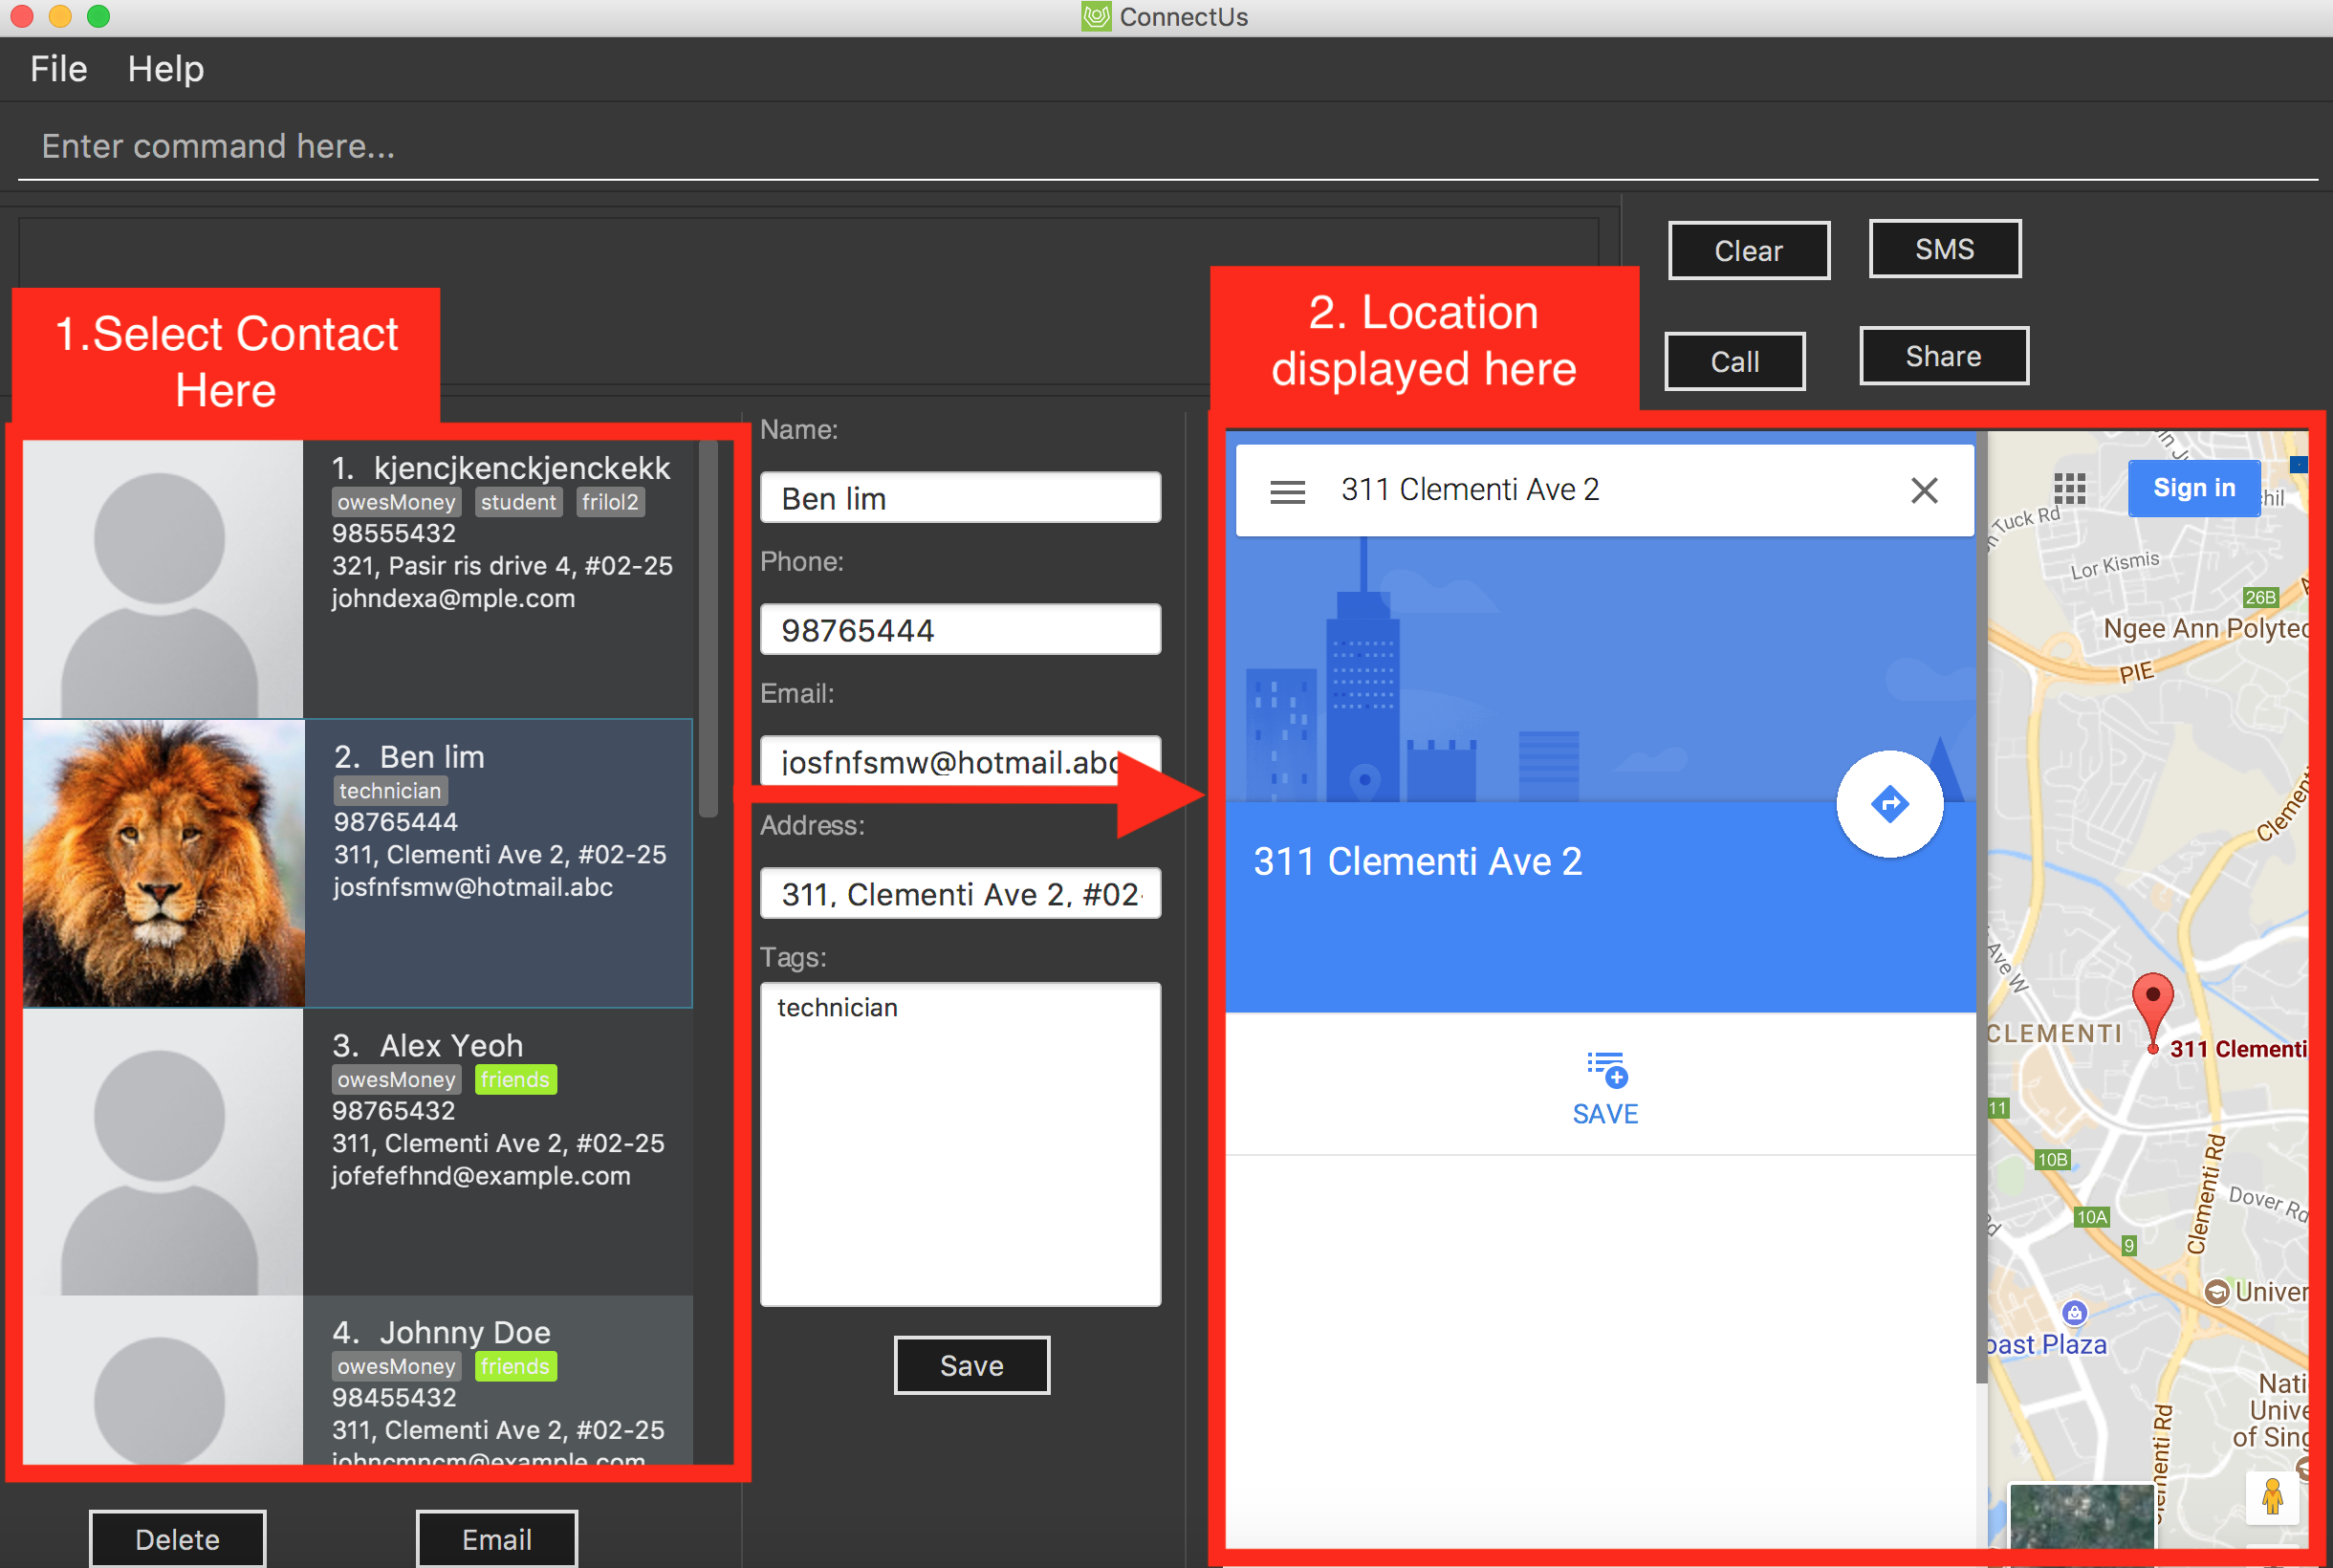 ConnectUs
File Help
Enter command here...
Clear
SMS
Call
Share
1.Select Contact
Here
2. Location
displayed here
1. kjencjkenckjenckekk
owesMoney student frilol2
98555432
321, Pasir ris drive 4, #02-25
johndexa@mple.com
2. Ben lim
technician
98765444
311, Clementi Ave 2, #02-25
josfnfsmw@hotmail.abc
3. Alex Yeoh
owesMoney friends
98765432
311, Clementi Ave 2, #02-25
jofefefhnd@example.com
4. Johnny Doe
owesMoney friends
98455432
311, Clementi Ave 2, #02-25
johncmncm@example.com
Delete
Email
Name:
Ben lim
Phone:
98765444
Email:
josfnfsmw@hotmail.abc
Address:
311, Clementi Ave 2, #02-
Tags:
technician
Save
311 Clementi Ave 2
311 Clementi Ave 2
SAVE
Sign in
Tuck Rd
Lor Kismis
26B
Ngee Ann Polytec
PIE
Clementi
Ave W
CLEMENTI
311 Clementi
11
10B
Clementi Rd
Dover Rd
10A
9
Univer
oast Plaza
Nati
Unive
of Sing
Clementi Rd